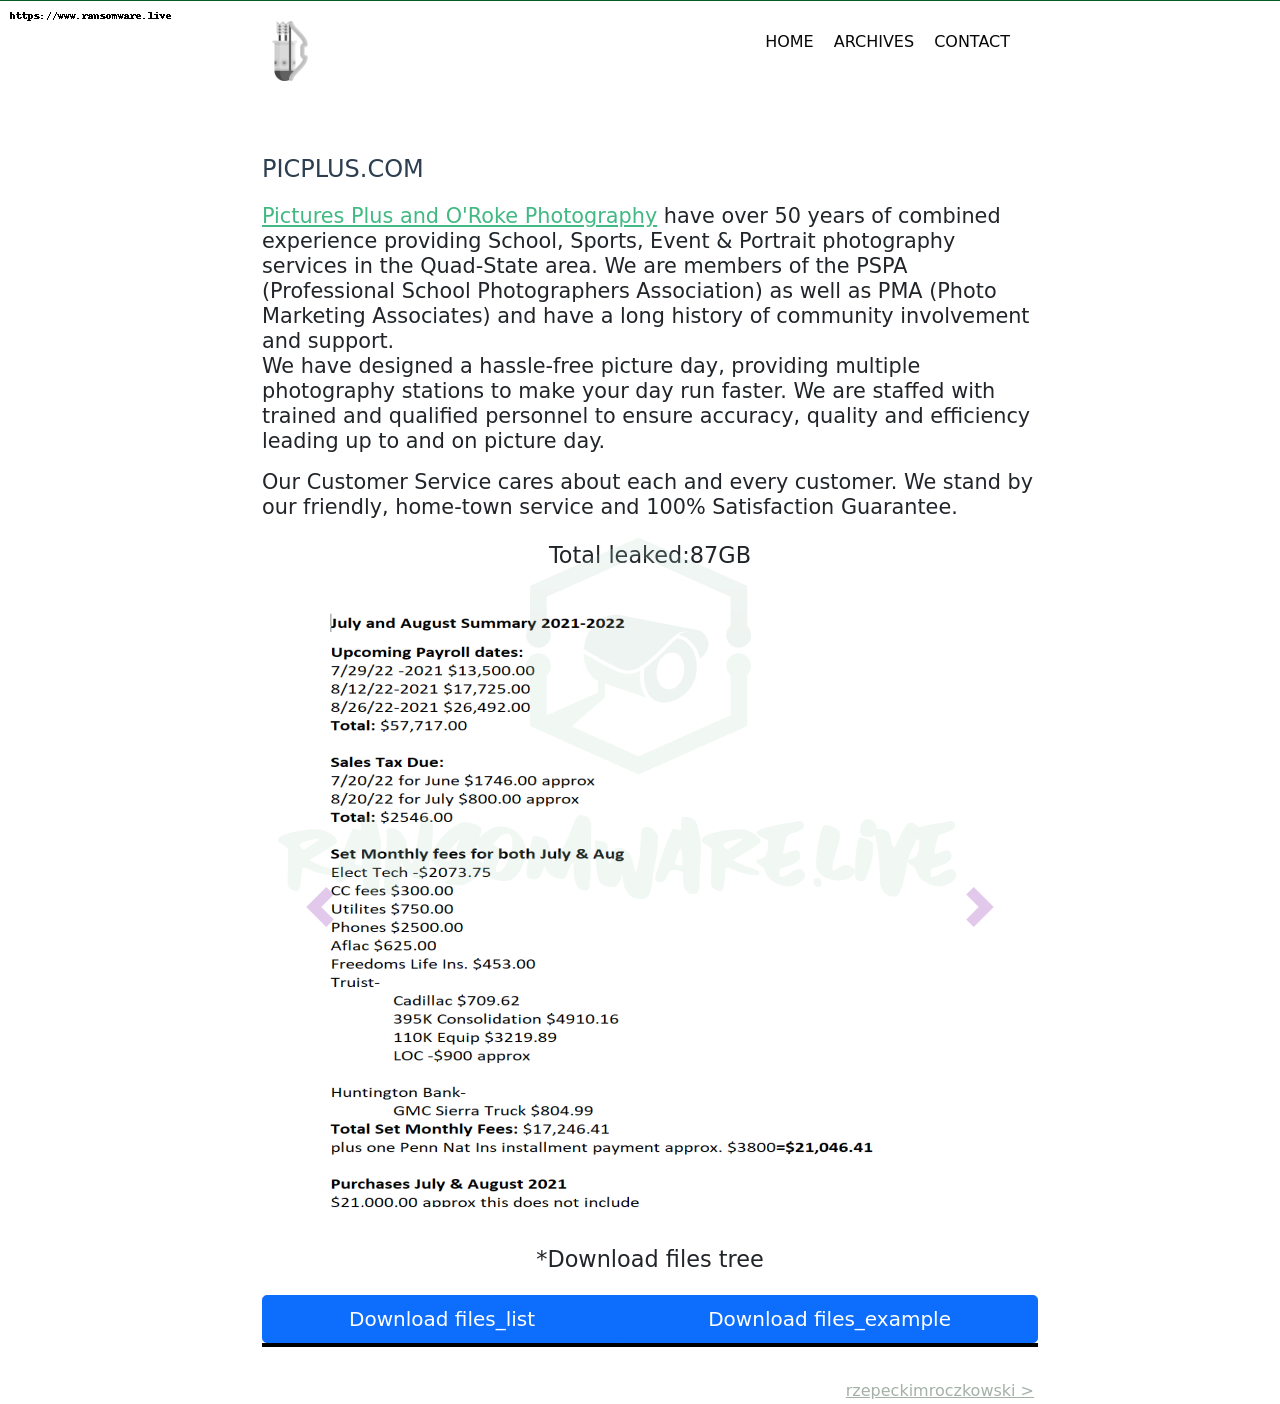 https://www.ransomware.live
HOME ARCHIVES CONTACT
PICPLUS.COM
Pictures Plus and O'Roke Photography have over 50 years of combined
experience providing School, Sports, Event & Portrait photography
services in the Quad-State area. We are members of the PSPA
(Professional School Photographers Association) as well as PMA (Photo
Marketing Associates) and have a long history of community involvement
and support.
We have designed a hassle-free picture day, providing multiple
photography stations to make your day run faster. We are staffed with
trained and qualified personnel to ensure accuracy, quality and efficiency
leading up to and on picture day.
Our Customer Service cares about each and every customer. We stand by
our friendly, home-town service and 100% Satisfaction Guarantee.
Total leaked:87GB
July and August Summary 2021-2022
Upcoming Payroll dates:
7/29/22 -2021 $13,500.00
8/12/22-2021 $17,725.00
8/26/22-2021 $26,492.00
Total: $57,717.00
Sales Tax Due:
7/20/22 for June $1746.00 approx
8/20/22 for July $800.00 approx
Total: $2546.00
RANSOMWARE.LIVE
Set Monthly fees for both July & Aug
Elect Tech -$2073.75
CC fees $300.00
Utilites $750.00
Phones $2500.00
Aflac $625.00
Freedoms Life Ins. $453.00
Truist-
Cadillac $709.62
395K Consolidation $4910.16
110K Equip $3219.89
LOC -$900 approx
Huntington Bank-
GMC Sierra Truck $804.99
Total Set Monthly Fees: $17,246.41
plus one Penn Nat Ins installment payment approx. $3800=$21,046.41
Purchases July & August 2021
$21,000.00 approx this does not include
*Download files tree
Download files_list Download files_example
rzepeckimroczkowski >